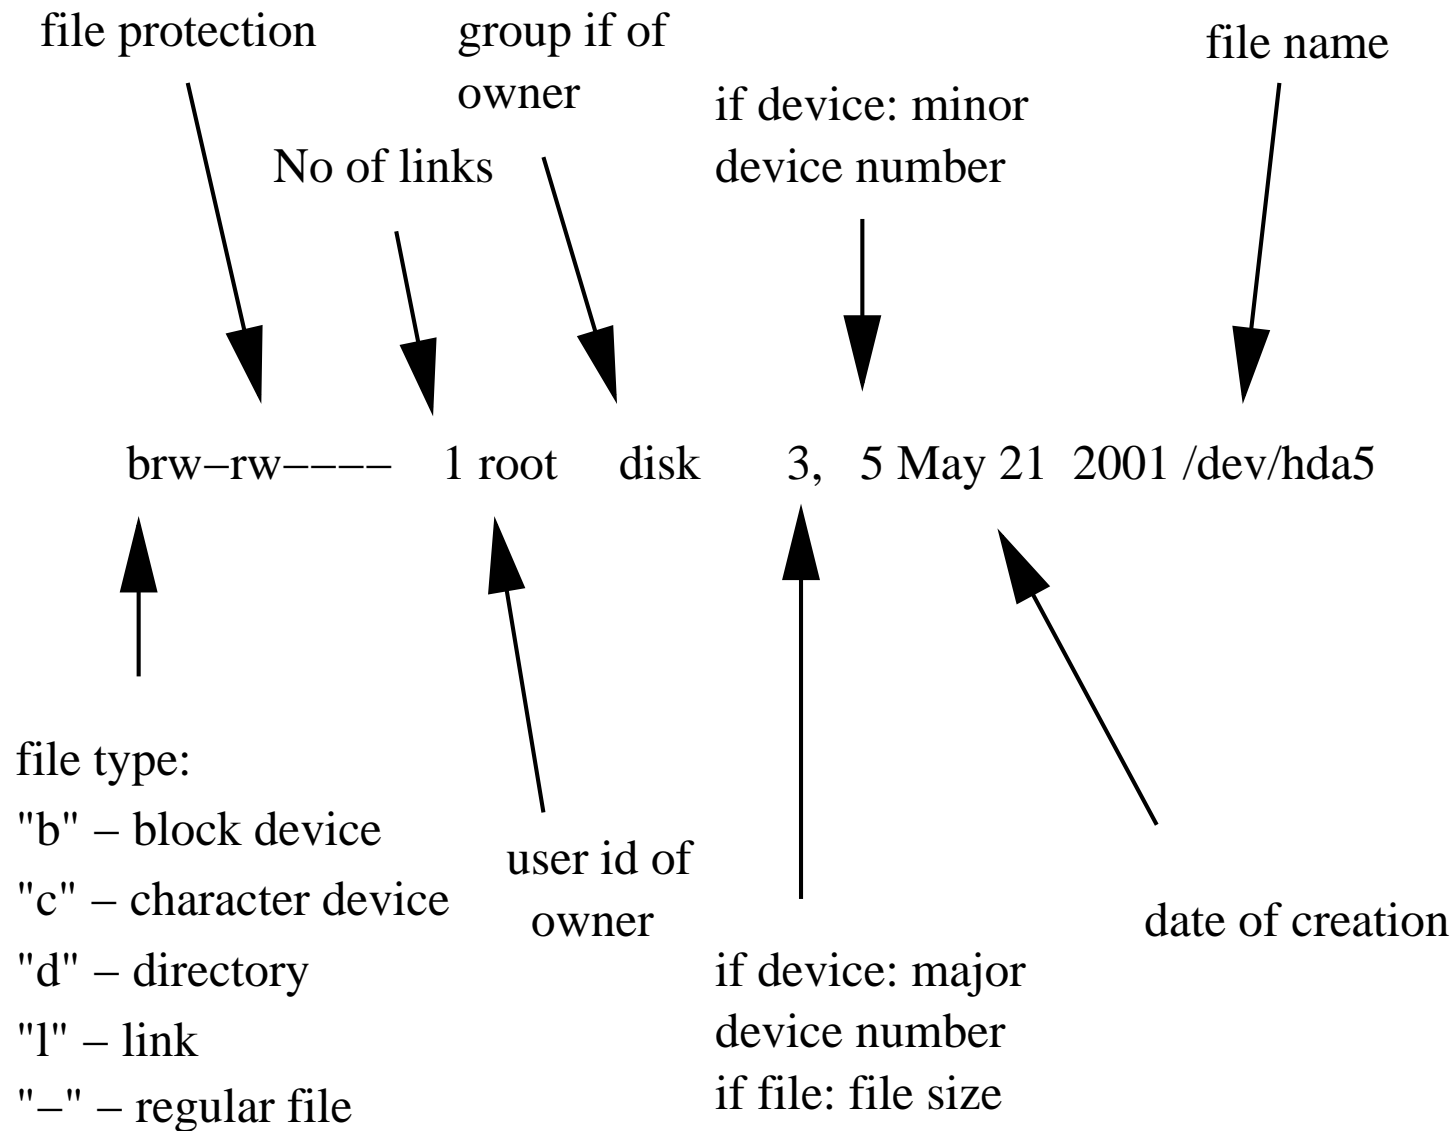 file protection
group if of
owner
file name
if device: minor
device number
No of links
brw−rw−−−− 1 root disk 3, 5 May 21 2001 /dev/hda5
file type:
"b" − block device
"c" − character device
"d" − directory
"l" − link
"−" − regular file
user id of
owner
if device: major
device number
if file: file size
date of creation